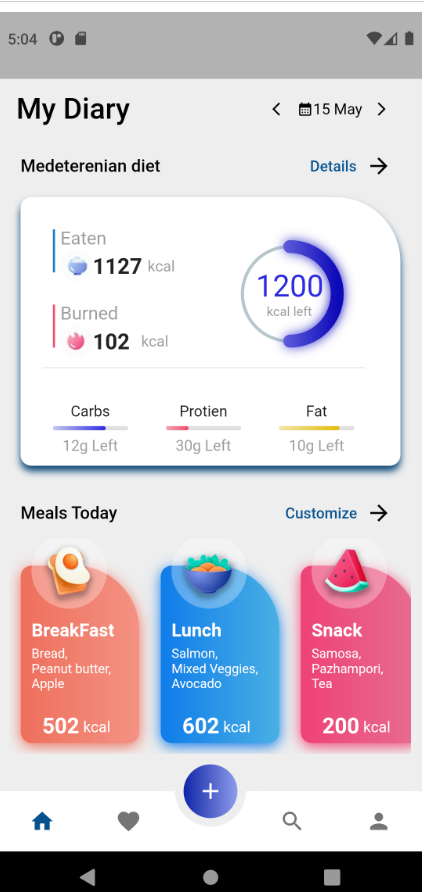 5:04
My Diary
15 May
Medeterenian diet
Details
Eaten
1127 kcal
Burned
102 kcal
1200
kcal left
Carbs
12g Left
Protien
30g Left
Fat
10g Left
Meals Today
Customize
BreakFast
Bread,
Peanut butter,
Apple
502 kcal
Lunch
Salmon,
Mixed Veggies,
Avocado
602 kcal
Snack
Samosa,
Pazhampori,
Tea
200 kcal